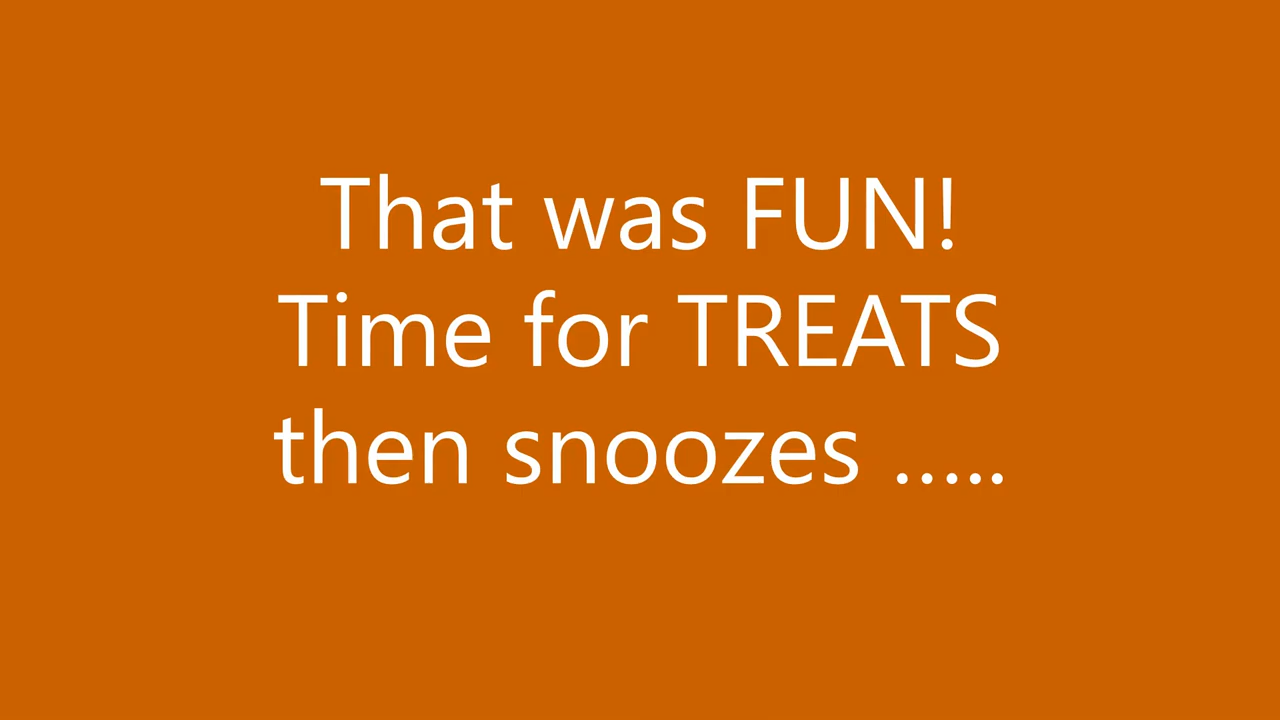 That was FUN!
Time for TREATS
then snoozes .....